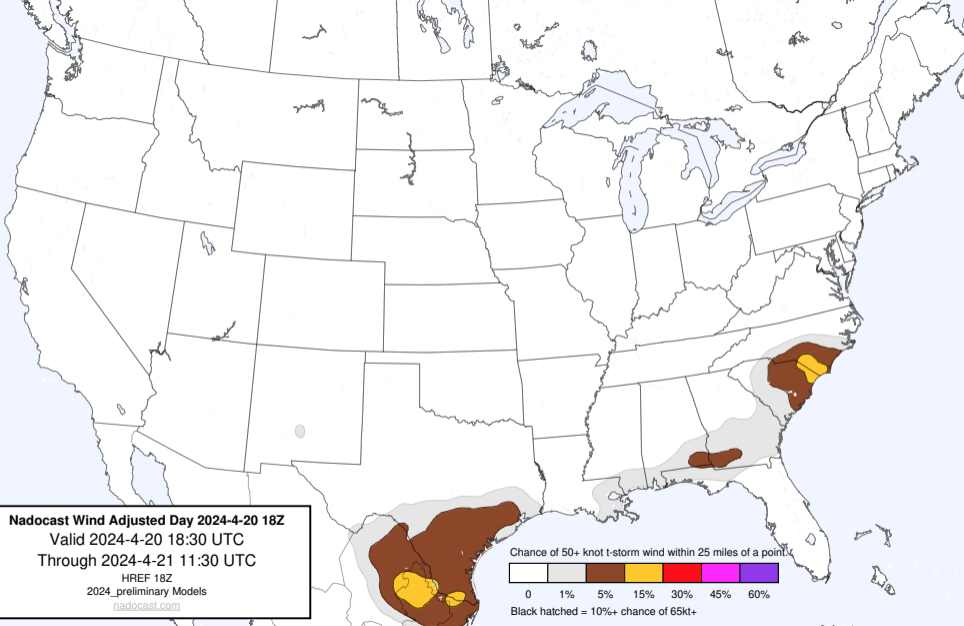 Nadocast Wind Adjusted Day 2024-4-20 18Z
Valid 2024-4-20 18:30 UTC
Through 2024-4-21 11:30 UTC
HREF 18Z
2024_preliminary Models
nadocast.com
Chance of 50+ knot t-storm wind within 25 miles of a point.
0 1% 5% 15% 30% 45% 60%
Black hatched = 10%+ chance of 65kt+